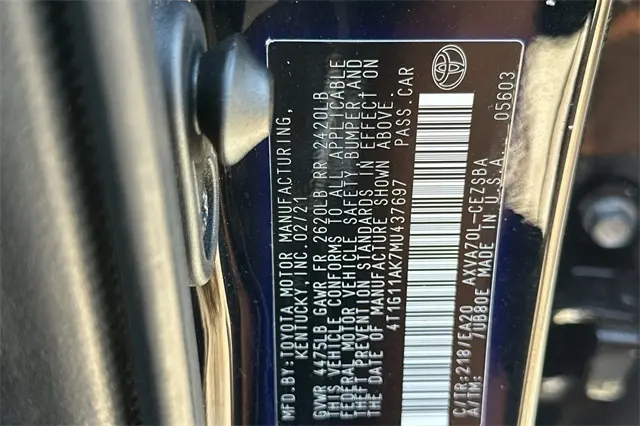 MFD.BY:TOYOTA MOTOR MANUFACTURING,
KENTUCKY, INC. 02/21
GVWR 4475LB GAWR FR 2620LB RR 2420LB
THIS VEHICLE CONFORMS TO ALL APPLICABLE
FEDERAL MOTOR VEHICLE SAFETY, BUMPER, AND
THEFT PREVENTION STANDARDS IN EFFECT ON
THE DATE OF MANUFACTURE SHOWN ABOVE.
4T1G11AK7MU437697 PASS.CAR
C/TR:218/EA20 AXVA70L-CEZSBA
A/TM: 7UB80E MADE IN U.S.A. 05603